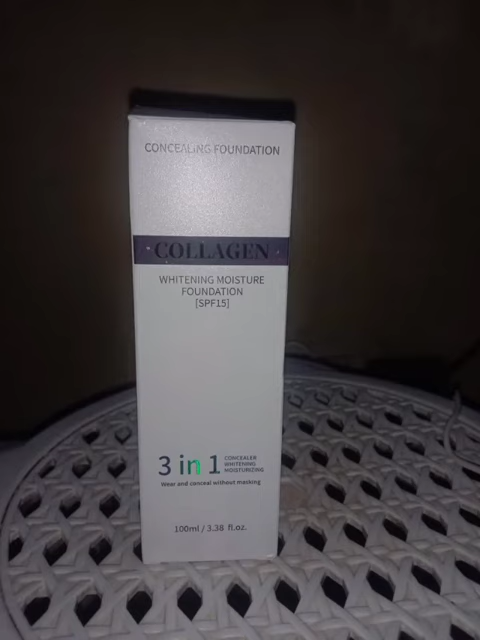 CONCEALING FOUNDATION
· COLLAGEN ·
WHITENING MOISTURE
FOUNDATION
[SPF15]
3 in 1
CONCEALER
WHITENING
MOISTURIZING
Wear and conceal without masking
100ml / 3.38 fl.oz.